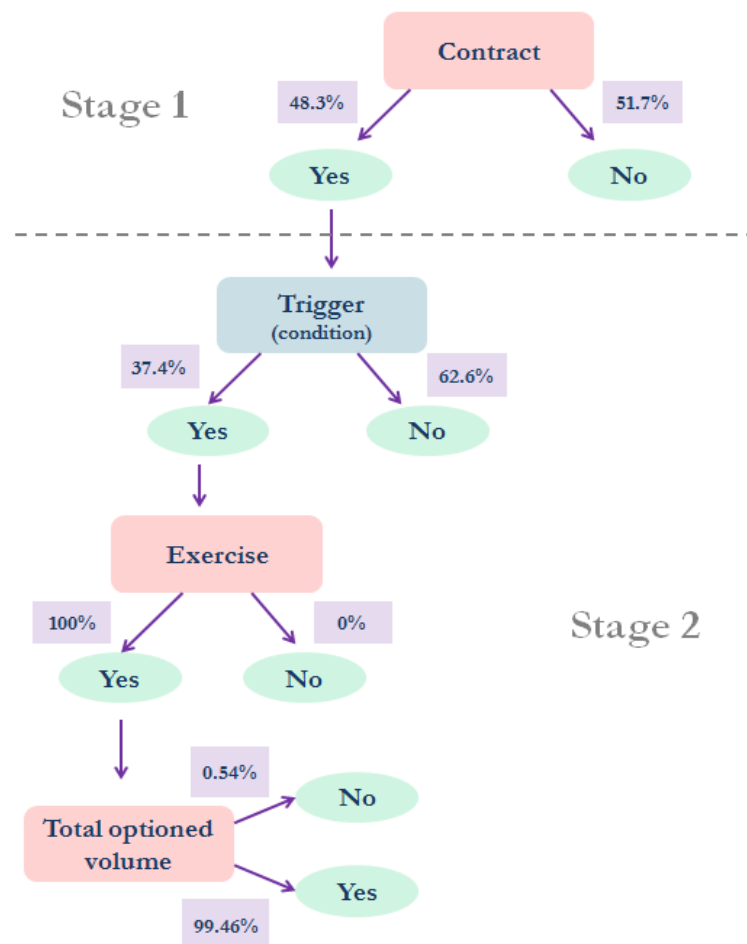 Contract
48.3%
51.7%
Stage 1
Yes
No
Trigger
(condition)
37.4%
62.6%
Yes
No
Exercise
100%
0%
Stage 2
Yes
No
0.54%
No
Total optioned
volume
Yes
99.46%